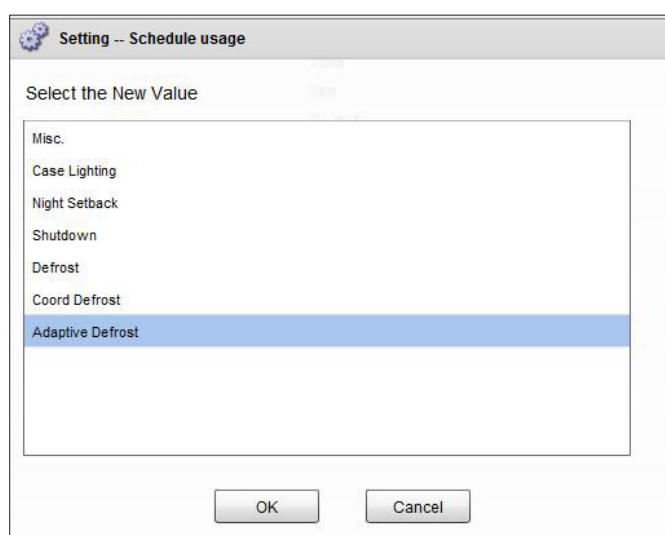 Setting -- Schedule usage
Select the New Value
Misc.
Case Lighting
Night Setback
Shutdown
Defrost
Coord Defrost
Adaptive Defrost
OK Cancel